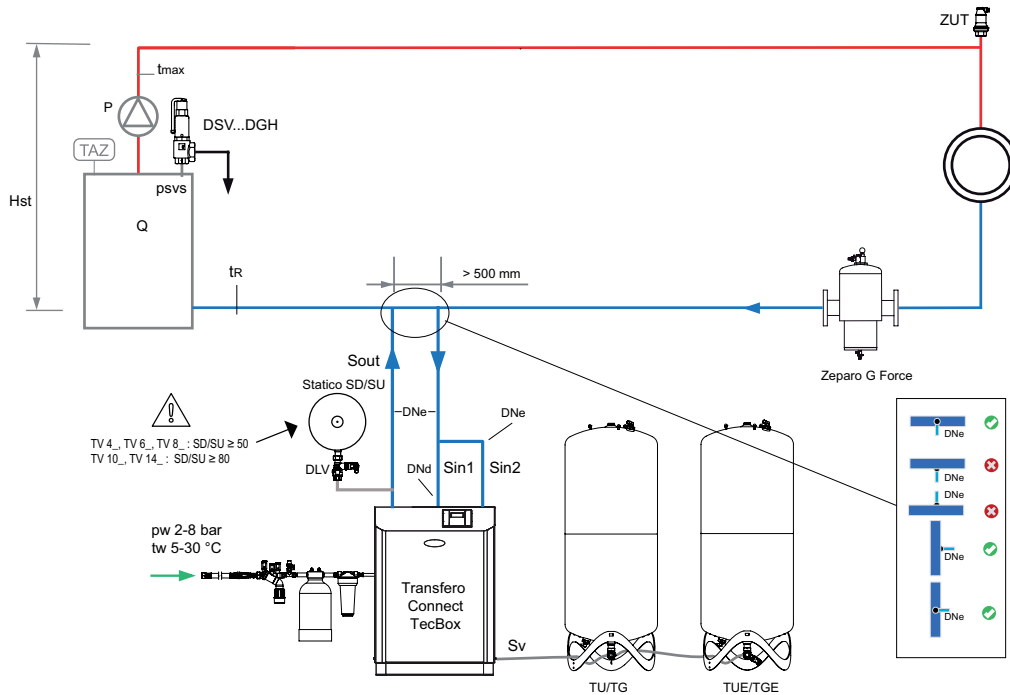 ZUT
tmax
P
DSV...DGH
TAZ
psvs
Hst
Q
tR
> 500 mm
Zeparo G Force
Sout
Statico SD/SU
DNe
DNe
TV 4_, TV 6_, TV 8_ : SD/SU ≥ 50
TV 10_, TV 14_ : SD/SU ≥ 80
DLV
DNd
Sin1
Sin2
pw 2-8 bar
tw 5-30 °C
Transfero
Connect
TecBox
Sv
TU/TG
TUE/TGE
DNe
DNe
DNe
DNe
DNe